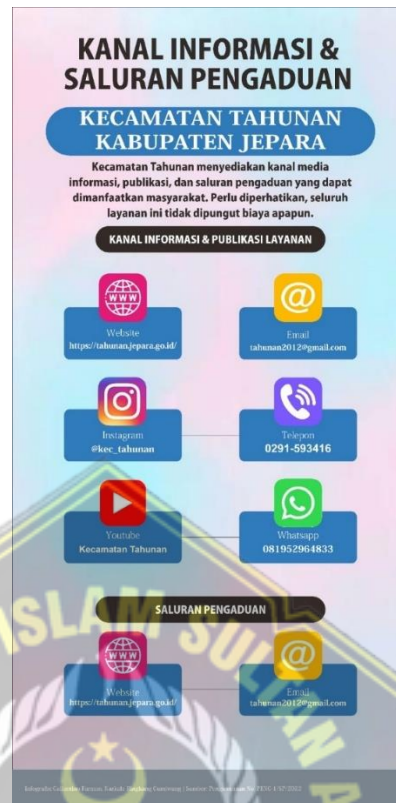 KANAL INFORMASI &
SALURAN PENGADUAN
KECAMATAN TAHUNAN
KABUPATEN JEPARA
Kecamatan Tahunan menyediakan kanal media
informasi, publikasi, dan saluran pengaduan yang dapat
dimanfaatkan masyarakat. Perlu diperhatikan, seluruh
layanan ini tidak dipungut biaya apapun.
KANAL INFORMASI & PUBLIKASI LAYANAN
WWW
Website
https://tahunan.jepara.go.id/
@
Email
tahunan2012@gmail.com
Instagram
@kec_tahunan
Telepon
0291-593416
Youtube
Kecamatan Tahunan
Whatsapp
081952964833
SALURAN PENGADUAN
WWW
Website
https://tahunan.jepara.go.id/
@
Email
tahunan2012@gmail.com
ISLAM SULTAN A